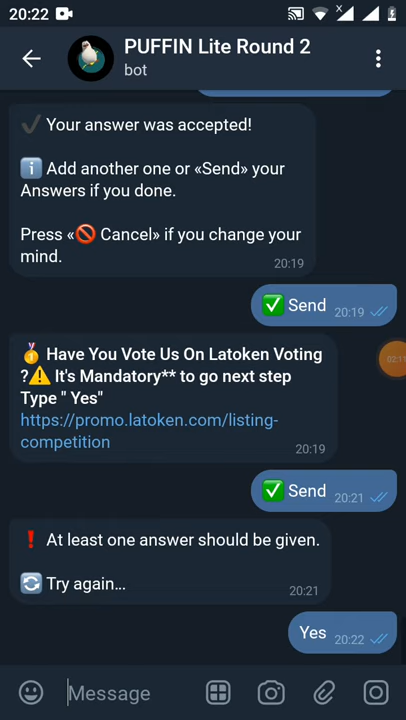 20:22
PUFFIN Lite Round 2
bot
Your answer was accepted!
Add another one or «Send» your
Answers if you done.
Press «🚫 Cancel» if you change your
mind.
20:19
✅ Send 20:19
🥇 Have You Vote Us On Latoken Voting
?⚠️ It's Mandatory** to go next step
Type " Yes"
https://promo.latoken.com/listing-
competition
20:19
✅ Send 20:21
❗ At least one answer should be given.
🔄 Try again...
20:21
Yes 20:22
Message